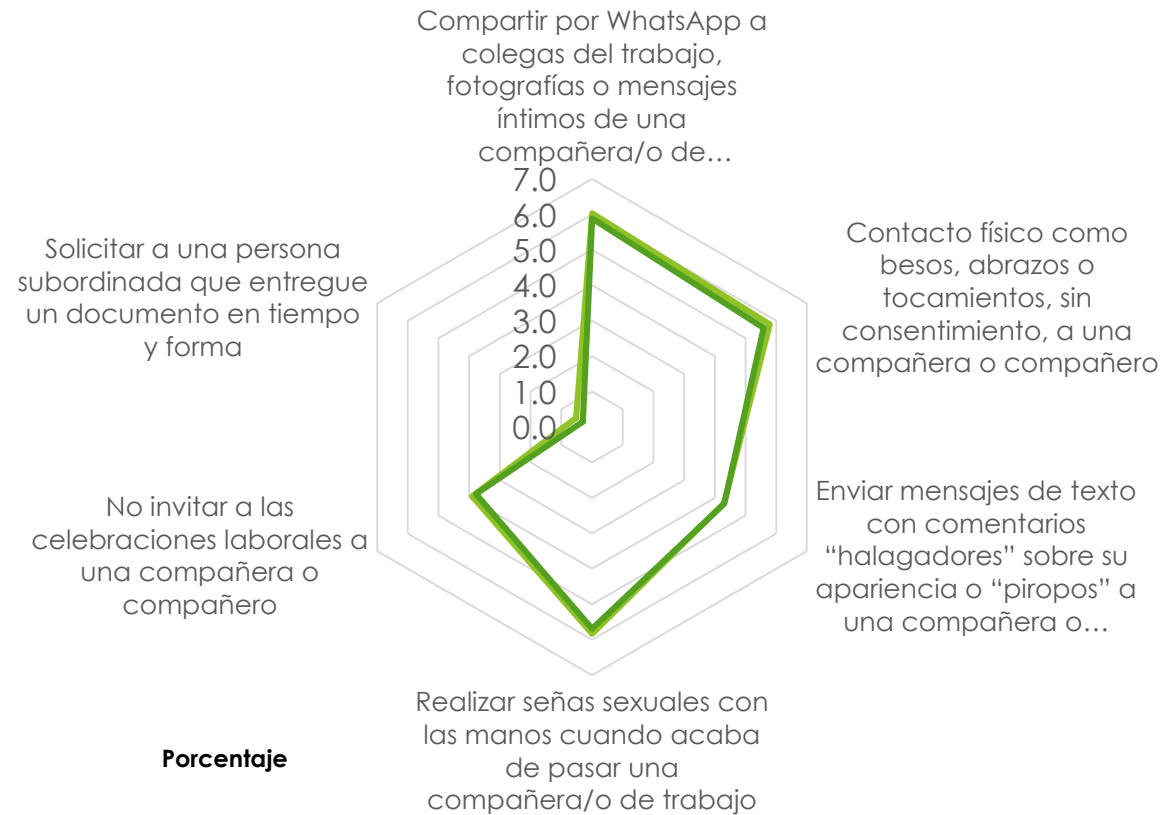 Compartir por WhatsApp a
colegas del trabajo,
fotografías o mensajes
íntimos de una
compañera/o de…
7.0
6.0
5.0
4.0
3.0
2.0
1.0
0.0
Contacto físico como
besos, abrazos o
tocamientos, sin
consentimiento, a una
compañera o compañero
Enviar mensajes de texto
con comentarios
“halagadores” sobre su
apariencia o “piropos” a
una compañera o…
Realizar señas sexuales con
las manos cuando acaba
de pasar una
compañera/o de trabajo
No invitar a las
celebraciones laborales a
una compañera o
compañero
Solicitar a una persona
subordinada que entregue
un documento en tiempo
y forma
Porcentaje